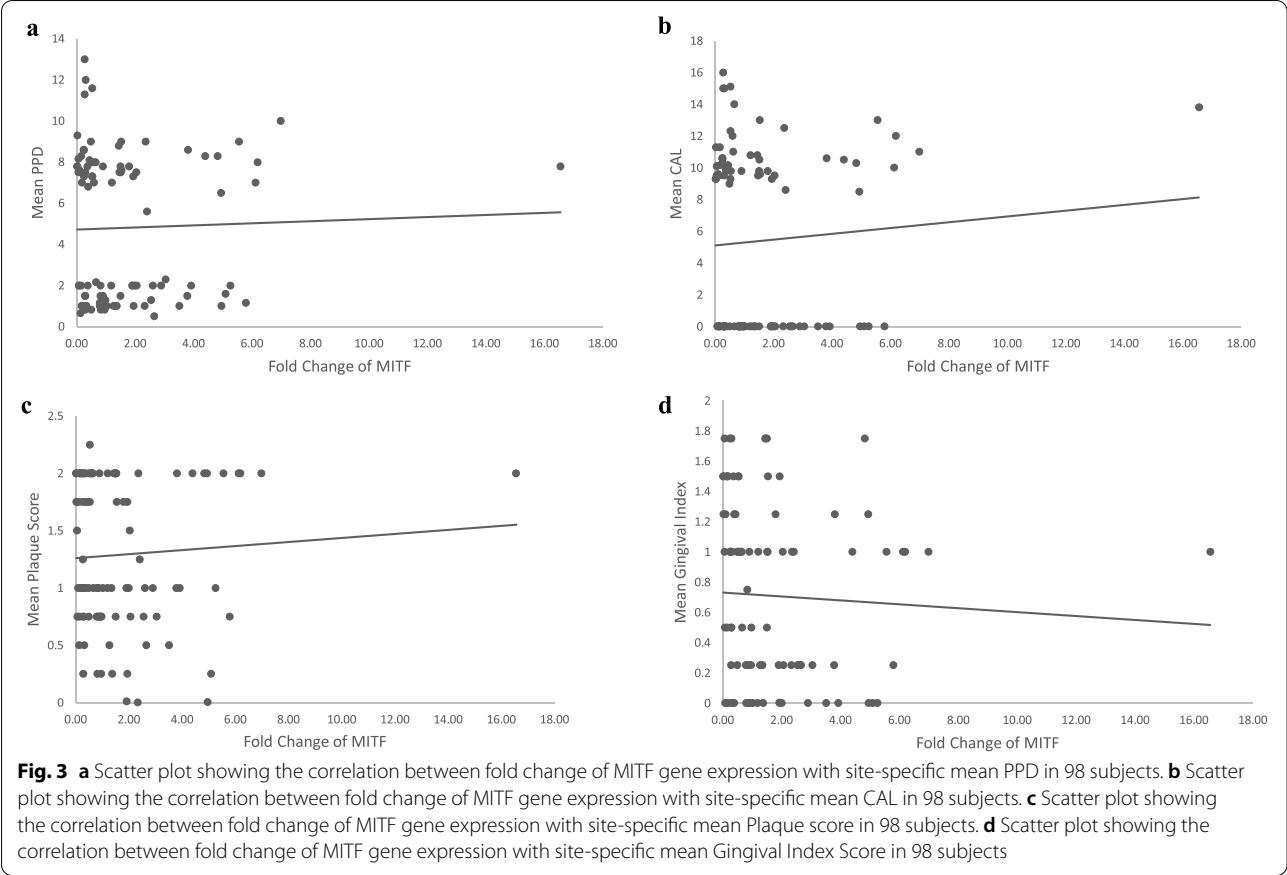 a
14
12
10
8
6
4
2
0
Mean PPD
0.00 2.00 4.00 6.00 8.00 10.00 12.00 14.00 16.00 18.00
Fold Change of MITF
b
18
16
14
12
10
8
6
4
2
0
Mean CAL
0.00 2.00 4.00 6.00 8.00 10.00 12.00 14.00 16.00 18.00
Fold Change of MITF
c
2.5
2
1.5
1
0.5
0
Mean Plaque Score
0.00 2.00 4.00 6.00 8.00 10.00 12.00 14.00 16.00 18.00
Fold Change of MITF
d
2
1.8
1.6
1.4
1.2
1
0.8
0.6
0.4
0.2
0
Mean Gingival Index
0.00 2.00 4.00 6.00 8.00 10.00 12.00 14.00 16.00 18.00
Fold Change of MITF
Fig. 3 a Scatter plot showing the correlation between fold change of MITF gene expression with site-specific mean PPD in 98 subjects. b Scatter
plot showing the correlation between fold change of MITF gene expression with site-specific mean CAL in 98 subjects. c Scatter plot showing
the correlation between fold change of MITF gene expression with site-specific mean Plaque score in 98 subjects. d Scatter plot showing the
correlation between fold change of MITF gene expression with site-specific mean Gingival Index Score in 98 subjects